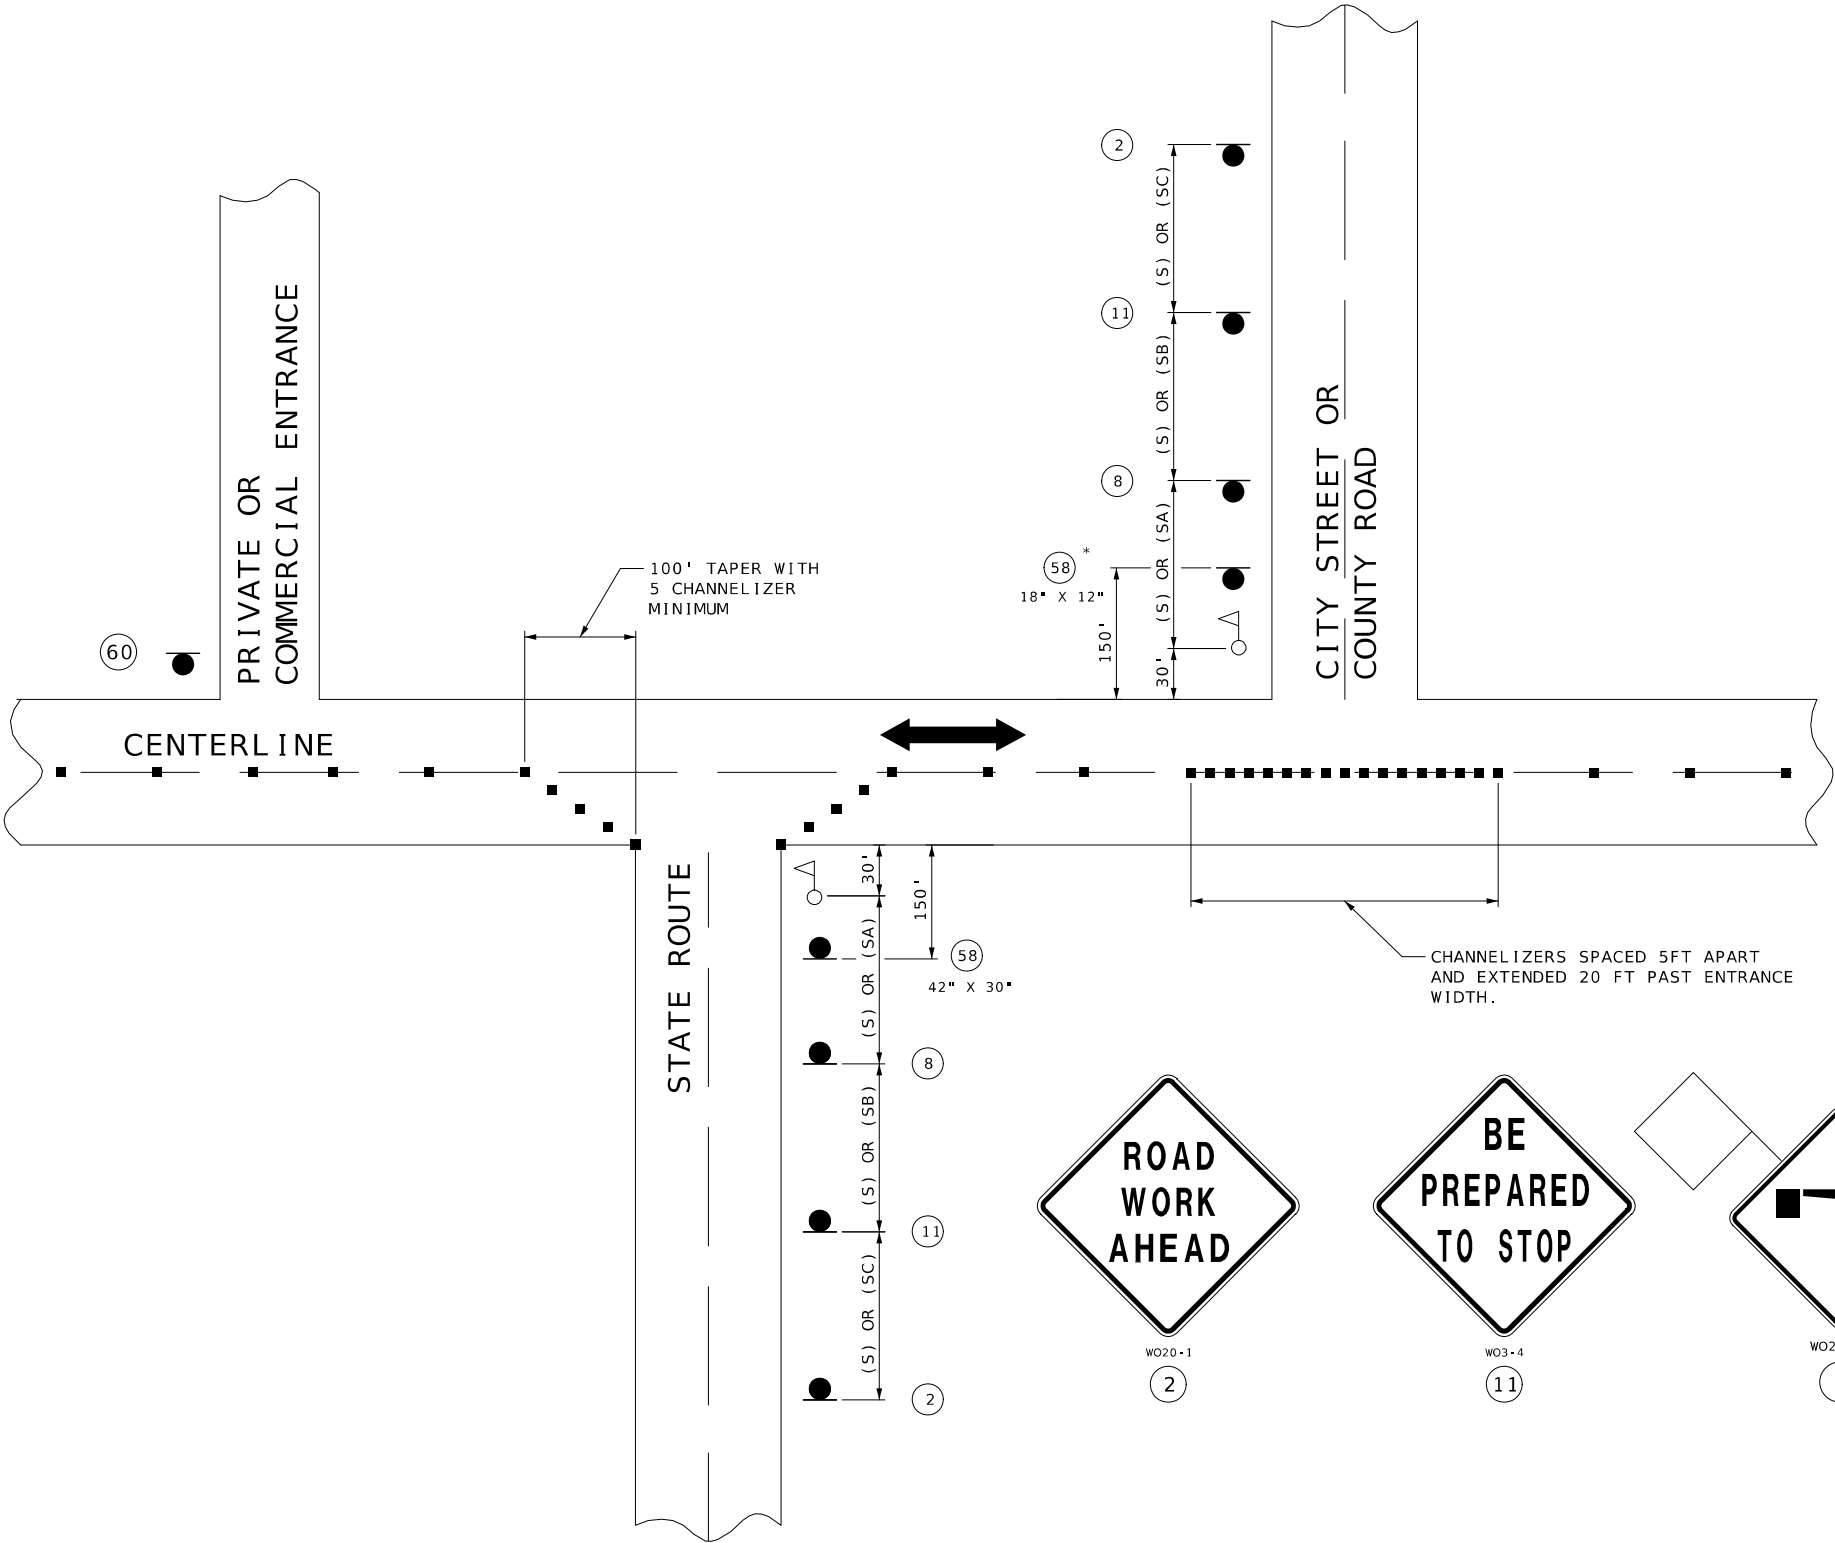 2
(S) OR (SC)
11
(S) OR (SB)
8
(S) OR (SA)
58 *
18" X 12"
150'
30'
CITY STREET OR
COUNTY ROAD
PRIVATE OR
COMMERCIAL ENTRANCE
60
100' TAPER WITH
5 CHANNELIZER
MINIMUM
CENTERLINE
STATE ROUTE
30'
150'
(S) OR (SA)
58
42" X 30"
8
(S) OR (SB)
11
(S) OR (SC)
2
CHANNELIZERS SPACED 5FT APART
AND EXTENDED 20 FT PAST ENTRANCE
WIDTH.
ROAD
WORK
AHEAD
WO20-1
2
BE
PREPARED
TO STOP
WO3-4
11
WO2